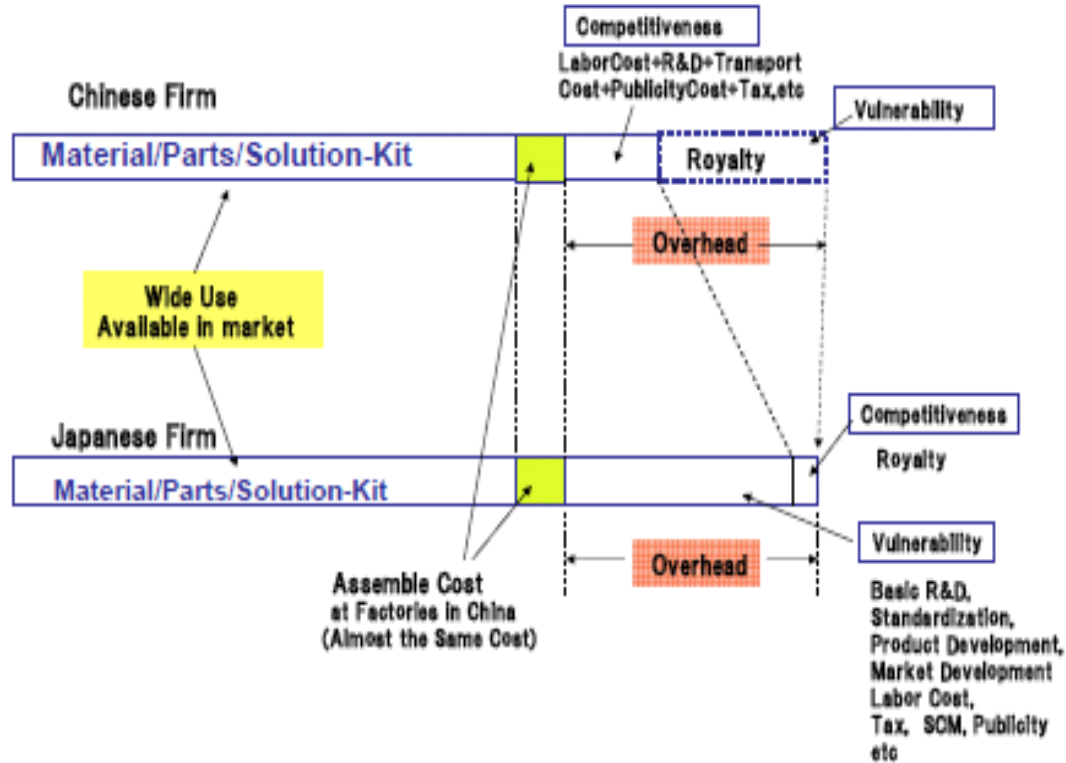 Competitiveness
LaborCost+R&D+Transport
Cost+PublicityCost+Tax,etc
Chinese Firm
Vulnerability
Material/Parts/Solution-Kit
Royalty
Overhead
Wide Use
Available in market
Japanese Firm
Competitiveness
Royalty
Material/Parts/Solution-Kit
Vulnerability
Overhead
Assemble Cost
at Factories in China
(Almost the Same Cost)
Basic R&D,
Standardization,
Product Development,
Market Development
Labor Cost,
Tax, SCM, Publicity
etc